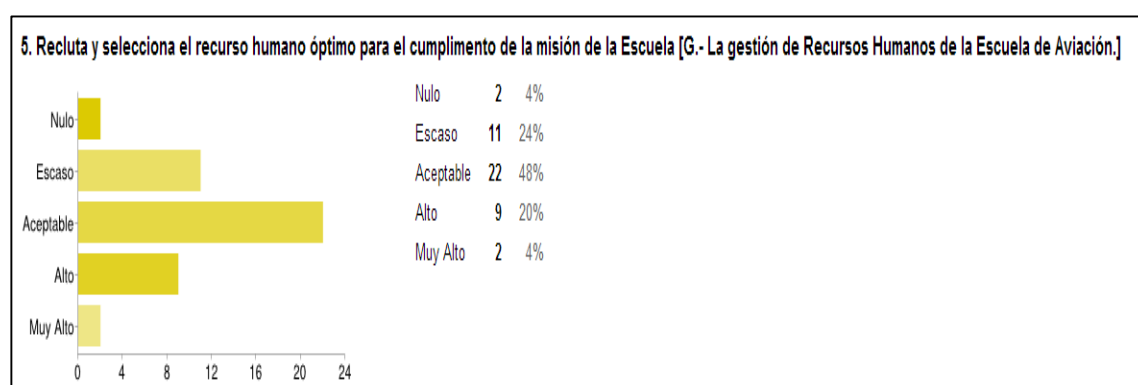 5. Recluta y selecciona el recurso humano óptimo para el cumplimento de la misión de la Escuela [G.- La gestión de Recursos Humanos de la Escuela de Aviación.]
Nulo
Escaso
Aceptable
Alto
Muy Alto
0 4 8 12 16 20 24
Nulo 2 4%
Escaso 11 24%
Aceptable 22 48%
Alto 9 20%
Muy Alto 2 4%